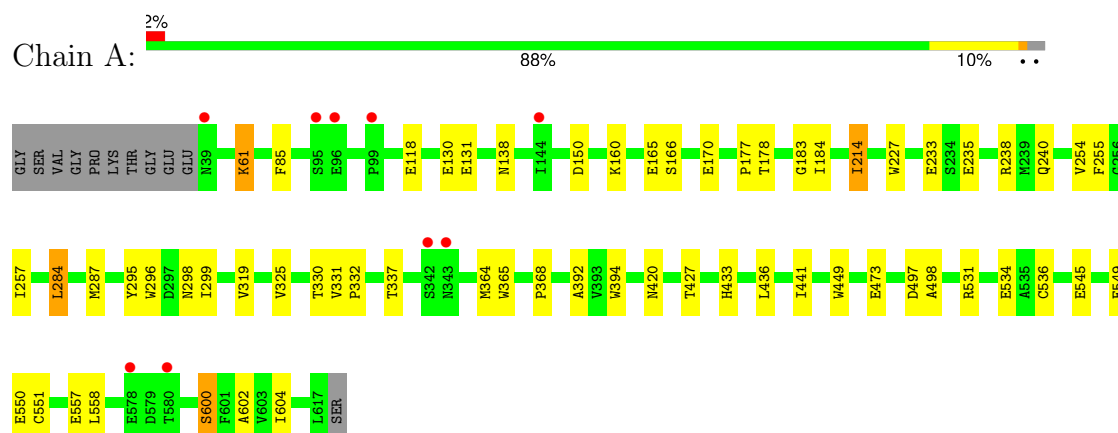 2%
Chain A:
88% 10%
GLY SER VAL GLY PRO LYS THR GLY GLU GLU N39 K61 F85 S95 E96 P99 E118 E130 E131 N138 I144 D150 K160 E165 S166 E170 P177 T178 G183 I184 I214 W227 E233 S234 E235 R238 M239 Q240 V254 F255 G256
I257 L284 M287 Y295 W296 D297 N298 I299 V319 V325 T330 V331 P332 T337 S342 N343 M364 W365 P368 A392 V393 W394 N420 T427 H433 L436 I441 W449 E473 D497 A498 R531 E534 A535 C536 E545
E550 C551 E557 L558 E578 D579 T580 S600 F601 A602 V603 I604 L617 SER